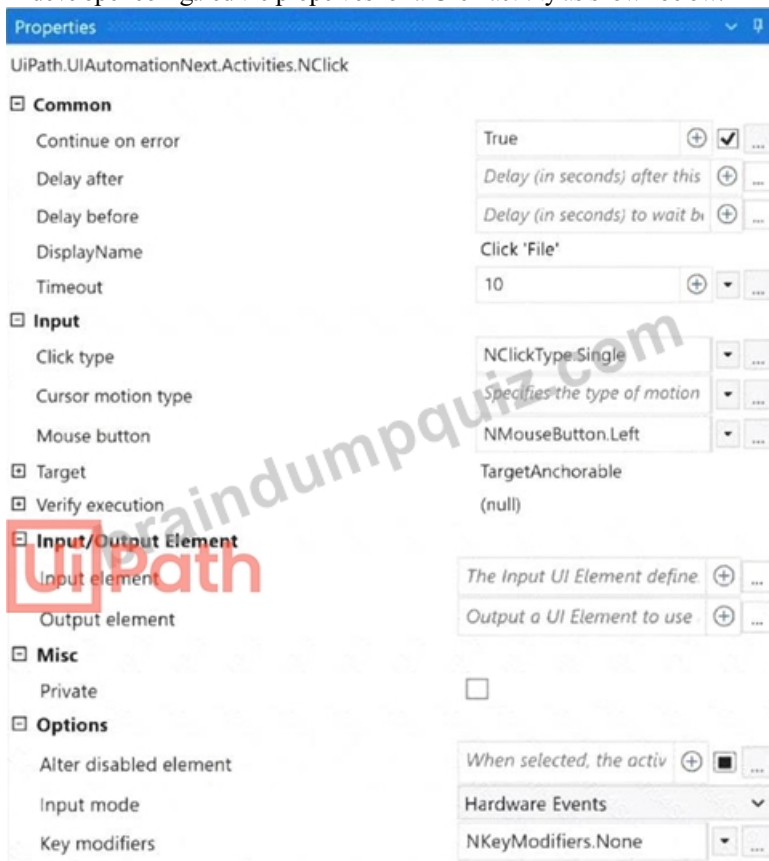 Properties
UiPath.UIAutomationNext.Activities.NClick
Common
Continue on error True ...
Delay after Delay (in seconds) after this ...
Delay before Delay (in seconds) to wait b ...
DisplayName Click 'File'
Timeout 10 ...
Input
Click type NClickType.Single ...
Cursor motion type Specifies the type of motion ...
Mouse button NMouseButton.Left ...
Target TargetAnchorable
Verify execution (null)
Input/Output Element
Input element The Input UI Element define ...
Output element Output a UI Element to use ...
Misc
Private
Options
Alter disabled element When selected, the activ ...
Input mode Hardware Events
Key modifiers NKeyModifiers.None ...
braindumpquiz.com
UiPath